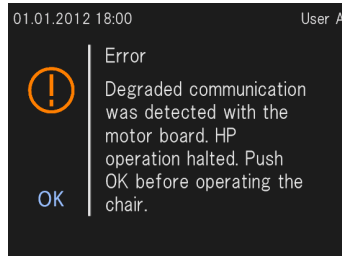 01.01.2012 18:00 User A
Error
Degraded communication
was detected with the
motor board. HP
operation halted. Push
OK before operating the
chair.
OK